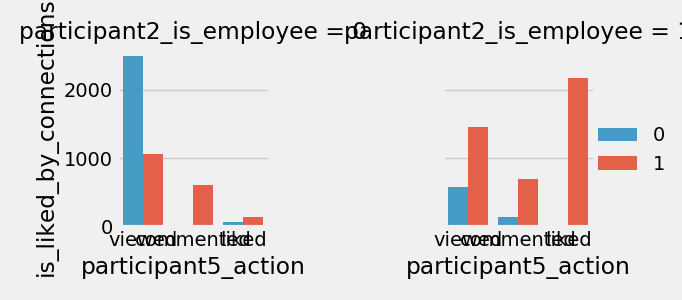 participant2_is_employee = 0
participant2_is_employee = 1
is_liked_by_connections
2000
1000
0
viewed
commented
liked
viewed
commented
liked
participant5_action
participant5_action
0
1